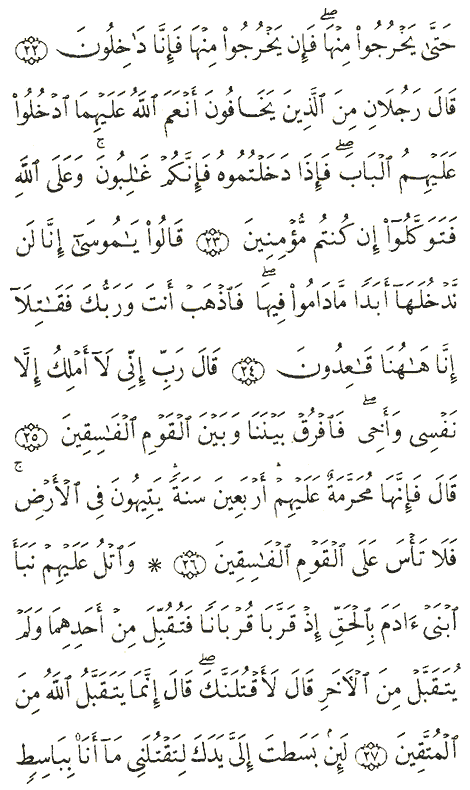 حَتَّىٰ يَخْرُجُوا۟ مِنْهَا ۖ فَإِن يَخْرُجُوا۟ مِنْهَا فَإِنَّا دَٰخِلُونَ ٢٢
قَالَ رَجُلَانِ مِنَ ٱلَّذِينَ يَخَافُونَ أَنْعَمَ ٱللَّهُ عَلَيْهِمَا ٱدْخُلُوا۟
عَلَيْهِمُ ٱلْبَابَ ۖ فَإِذَا دَخَلْتُمُوهُ فَإِنَّكُمْ غَٰلِبُونَ ۚ وَعَلَى ٱللَّهِ
فَتَوَكَّلُوٓا۟ إِن كُنتُم مُّؤْمِنِينَ ٢٣ قَالُوا۟ يَٰمُوسَىٰٓ إِنَّا لَن
نَّدْخُلَهَآ أَبَدًا مَّا دَامُوا۟ فِيهَا ۖ فَٱذْهَبْ أَنتَ وَرَبُّكَ فَقَٰتِلَآ
إِنَّا هَٰهُنَا قَٰعِدُونَ ٢٤ قَالَ رَبِّ إِنِّى لَآ أَمْلِكُ إِلَّا
نَفْسِى وَأَخِى ۖ فَٱفْرُقْ بَيْنَنَا وَبَيْنَ ٱلْقَوْمِ ٱلْفَٰسِقِينَ ٢٥
قَالَ فَإِنَّهَا مُحَرَّمَةٌ عَلَيْهِمْ ۛ أَرْبَعِينَ سَنَةً ۛ يَتِيهُونَ فِى ٱلْأَرْضِ ۚ
فَلَا تَأْسَ عَلَى ٱلْقَوْمِ ٱلْفَٰسِقِينَ ٢٦ * وَٱتْلُ عَلَيْهِمْ نَبَأَ
ٱبْنَىْ ءَادَمَ بِٱلْحَقِّ إِذْ قَرَّبَا قُرْبَانًا فَتُقُبِّلَ مِنْ أَحَدِهِمَا وَلَمْ
يُتَقَبَّلْ مِنَ ٱلْءَاخَرِ قَالَ لَأَقْتُلَنَّكَ ۖ قَالَ إِنَّمَا يَتَقَبَّلُ ٱللَّهُ مِنَ
ٱلْمُتَّقِينَ ٢٧ لَئِنۢ بَسَطتَ إِلَىَّ يَدَكَ لِتَقْتُلَنِى مَآ أَنَا۠ بِبَاسِطٍ